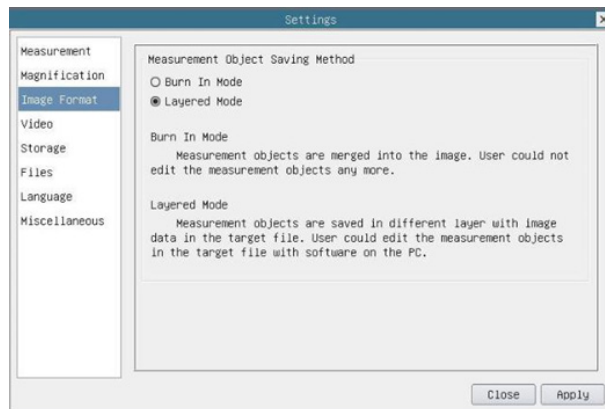 Settings
Measurement
Magnification
Image Format
Video
Storage
Files
Language
Miscellaneous
Measurement Object Saving Method
Burn In Mode
Layered Mode
Burn In Mode
Measurement objects are merged into the image. User could not
edit the measurement objects any more.
Layered Mode
Measurement objects are saved in different layer with image
data in the target file. User could edit the measurement objects
in the target file with software on the PC.
Close
Apply